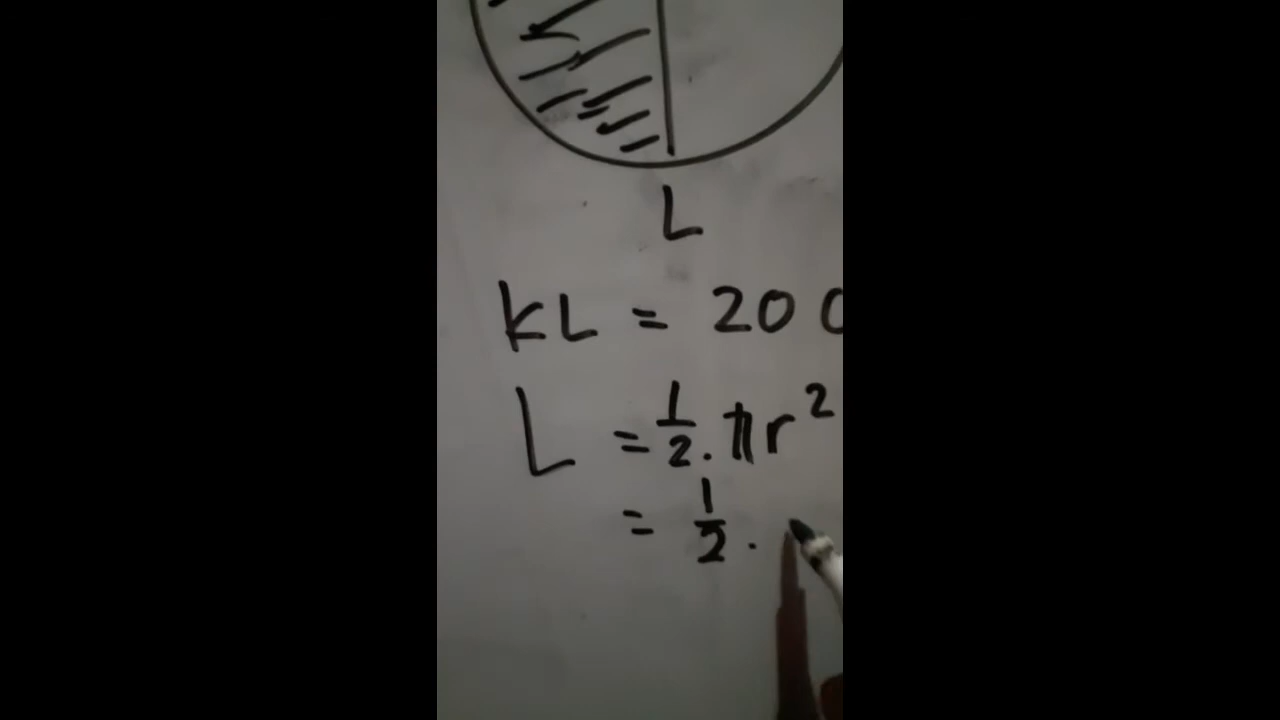 L
KL = 20
L = 1/2 . πr²
= 1/2 .